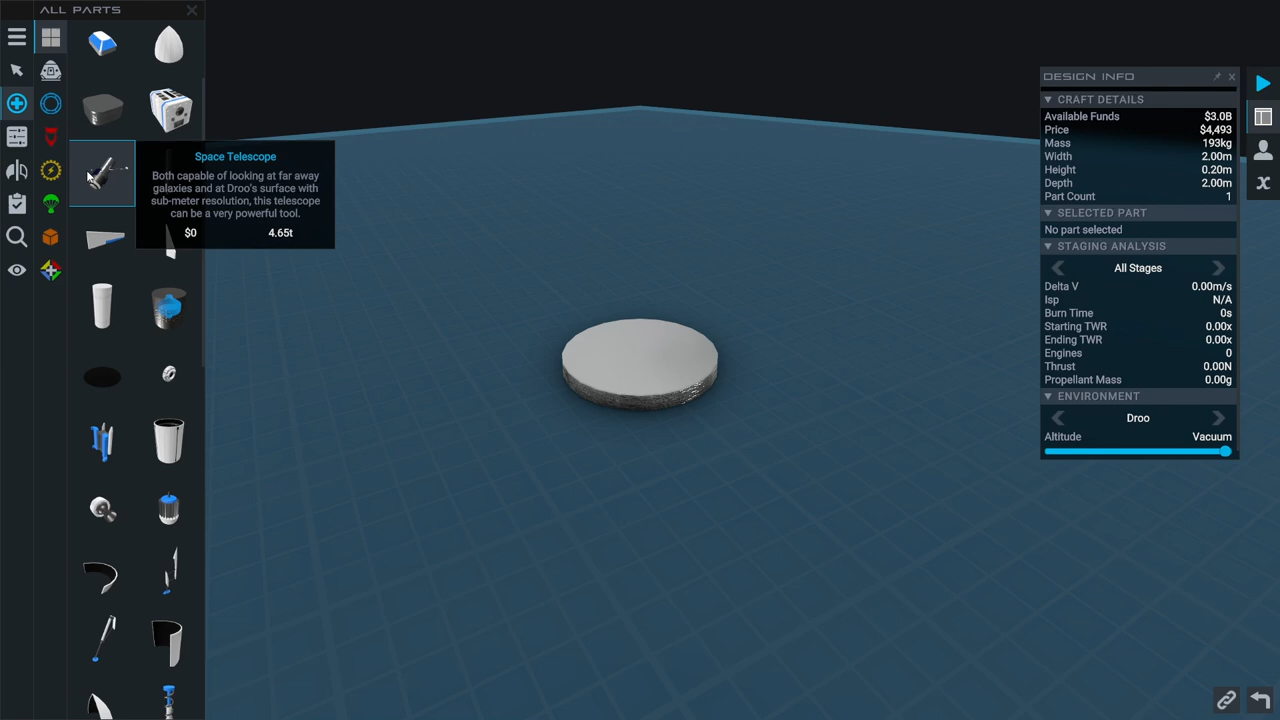 ALL PARTS
Space Telescope
Both capable of looking at far away
galaxies and at Droo's surface with
sub-meter resolution, this telescope
can be a very powerful tool.
$0 4.65t
DESIGN INFO
CRAFT DETAILS
Available Funds $3.0B
Price $4,493
Mass 193kg
Width 2.00m
Height 0.20m
Depth 2.00m
Part Count 1
SELECTED PART
No part selected
STAGING ANALYSIS
All Stages
Delta V 0.00m/s
Isp N/A
Burn Time 0s
Starting TWR 0.00x
Ending TWR 0.00x
Engines 0
Thrust 0.00N
Propellant Mass 0.00g
ENVIRONMENT
Droo
Altitude Vacuum